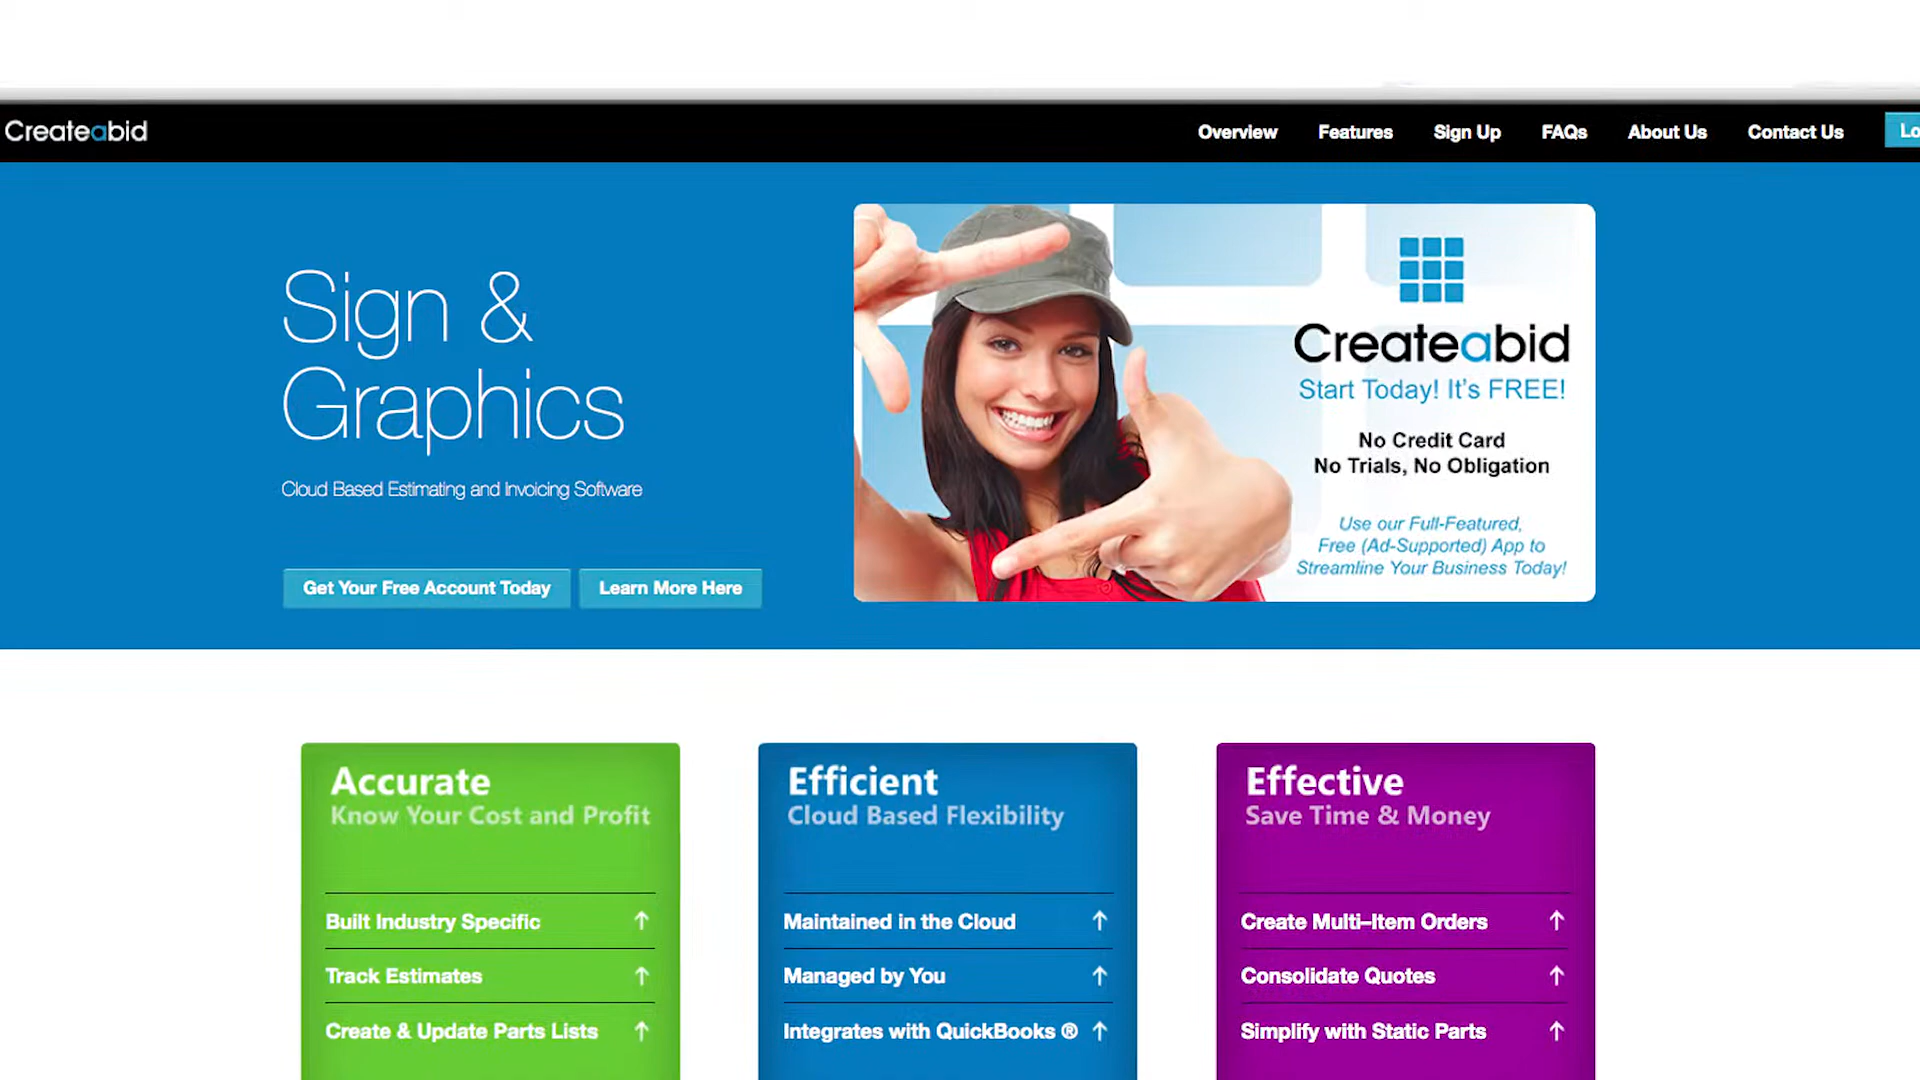 Createabid
Overview Features Sign Up FAQs About Us Contact Us Lo
Sign &
Graphics
Cloud Based Estimating and Invoicing Software
Get Your Free Account Today
Learn More Here
Createabid
Start Today! It's FREE!
No Credit Card
No Trials, No Obligation
Use our Full-Featured,
Free (Ad-Supported) App to
Streamline Your Business Today!
Accurate
Know Your Cost and Profit
Built Industry Specific
Track Estimates
Create & Update Parts Lists
Efficient
Cloud Based Flexibility
Maintained in the Cloud
Managed by You
Integrates with QuickBooks ®
Effective
Save Time & Money
Create Multi–Item Orders
Consolidate Quotes
Simplify with Static Parts